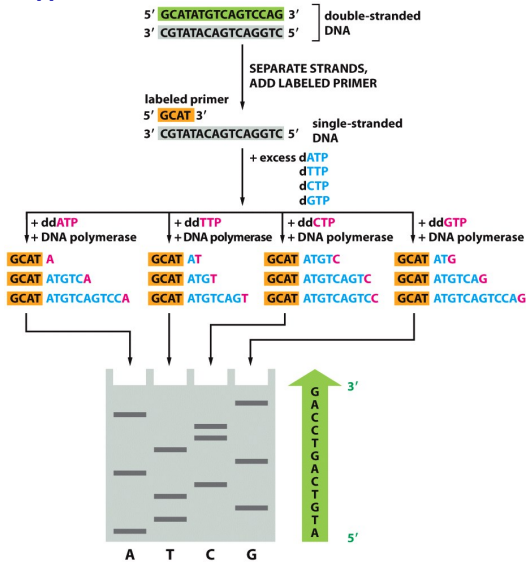 5′ GCATATGTCAGTCCAG 3′
3′ CGTATACAGTCAGGTC 5′
double-stranded
DNA
SEPARATE STRANDS,
ADD LABELED PRIMER
labeled primer
5′ GCAT 3′
3′ CGTATACAGTCAGGTC 5′
single-stranded
DNA
+ excess dATP
dTTP
dCTP
dGTP
+ ddATP
+ DNA polymerase
GCAT A
GCAT ATGTCA
GCAT ATGTCAGTCCA
+ ddTTP
+ DNA polymerase
GCAT AT
GCAT ATGT
GCAT ATGTCAGT
+ ddCTP
+ DNA polymerase
GCAT ATGTC
GCAT ATGTCAGTC
GCAT ATGTCAGTCC
+ ddGTP
+ DNA polymerase
GCAT ATG
GCAT ATGTCAG
GCAT ATGTCAGTCCAG
3′
G
A
C
C
T
G
A
C
T
G
T
A
5′
A T C G